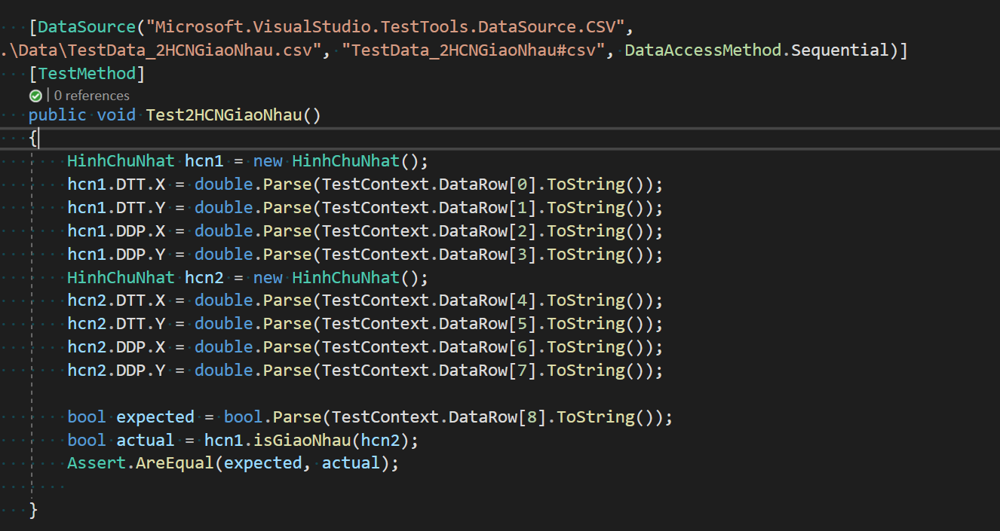 [DataSource("Microsoft.VisualStudio.TestTools.DataSource.CSV",
.\Data\TestData_2HCNGiaoNhau.csv", "TestData_2HCNGiaoNhau#csv", DataAccessMethod.Sequential)]
[TestMethod]
| 0 references
public void Test2HCNGiaoNhau()
{
HinhChuNhat hcn1 = new HinhChuNhat();
hcn1.DTT.X = double.Parse(TestContext.DataRow[0].ToString());
hcn1.DTT.Y = double.Parse(TestContext.DataRow[1].ToString());
hcn1.DDP.X = double.Parse(TestContext.DataRow[2].ToString());
hcn1.DDP.Y = double.Parse(TestContext.DataRow[3].ToString());
HinhChuNhat hcn2 = new HinhChuNhat();
hcn2.DTT.X = double.Parse(TestContext.DataRow[4].ToString());
hcn2.DTT.Y = double.Parse(TestContext.DataRow[5].ToString());
hcn2.DDP.X = double.Parse(TestContext.DataRow[6].ToString());
hcn2.DDP.Y = double.Parse(TestContext.DataRow[7].ToString());
bool expected = bool.Parse(TestContext.DataRow[8].ToString());
bool actual = hcn1.isGiaoNhau(hcn2);
Assert.AreEqual(expected, actual);
}